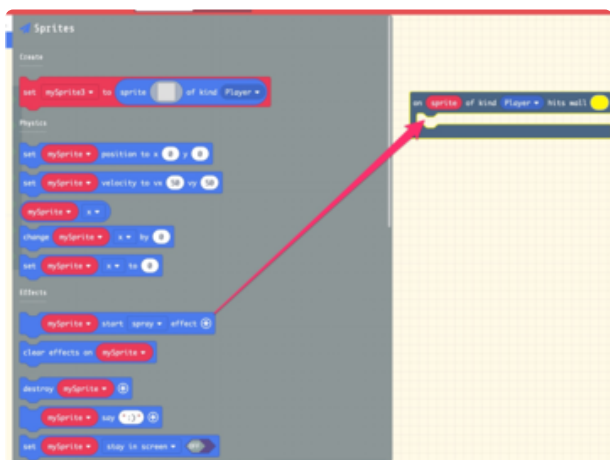 Sprites
Create
set mySprite3 to sprite of kind Player
on sprite of kind Player hits wall
Physics
set mySprite position to x 0 y 0
set mySprite velocity to vx 50 vy 50
mySprite x
change mySprite x by 0
set mySprite x to 0
Effects
mySprite start spray effect
clear effects on mySprite
destroy mySprite
mySprite say ":)"
set mySprite stay in screen